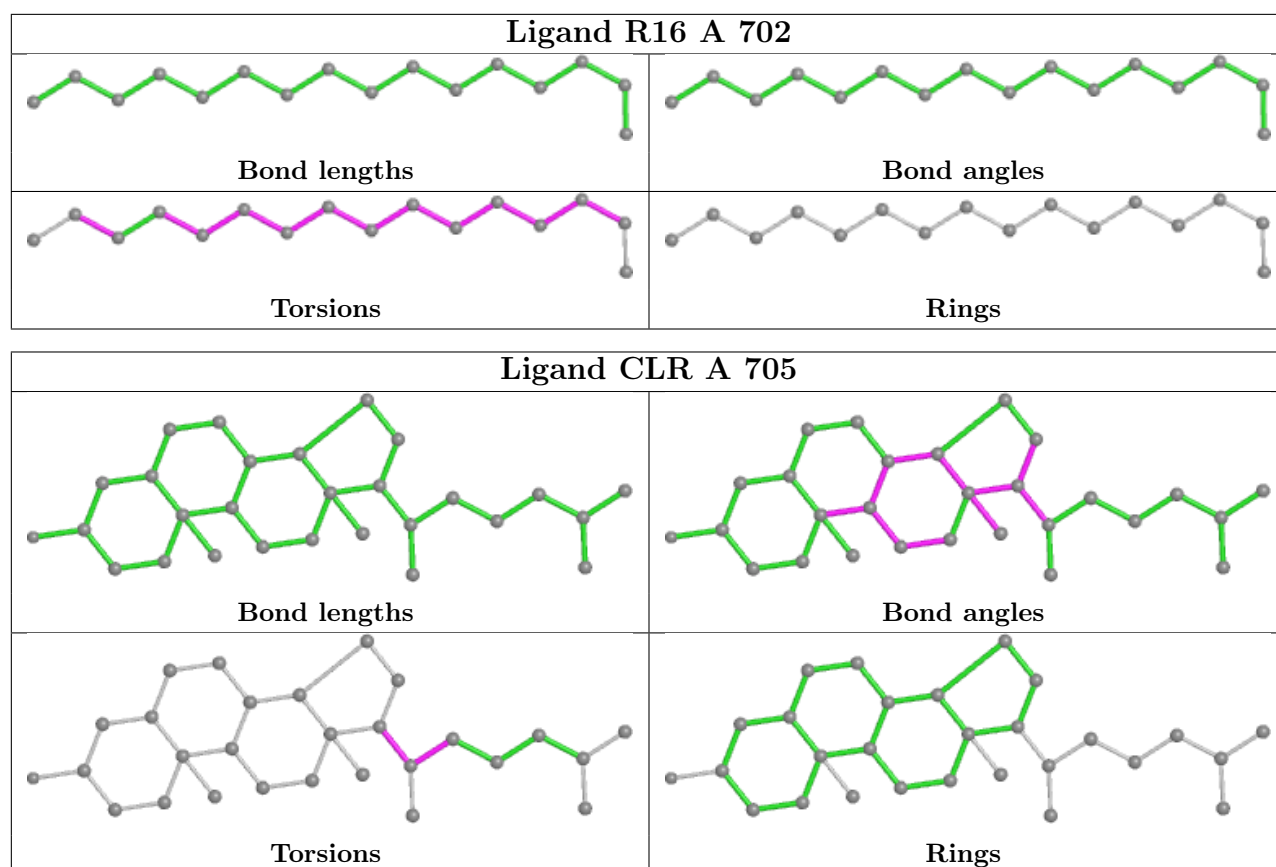 Ligand R16 A 702
Bond lengths
Bond angles
Torsions
Rings
Ligand CLR A 705
Bond lengths
Bond angles
Torsions
Rings